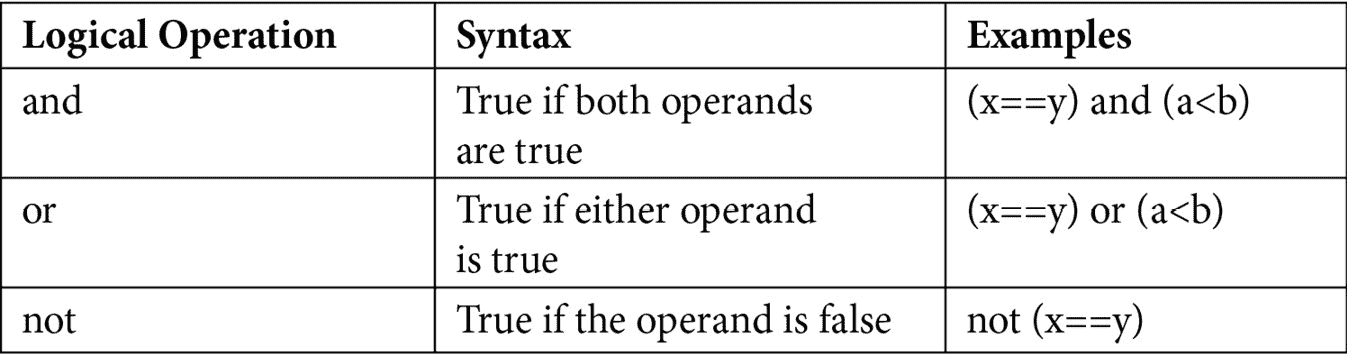 Logical Operation Syntax Examples
and True if both operands (x==y) and (a<b)
are true
or True if either operand (x==y) or (a<b)
is true
not True if the operand is false not (x==y)